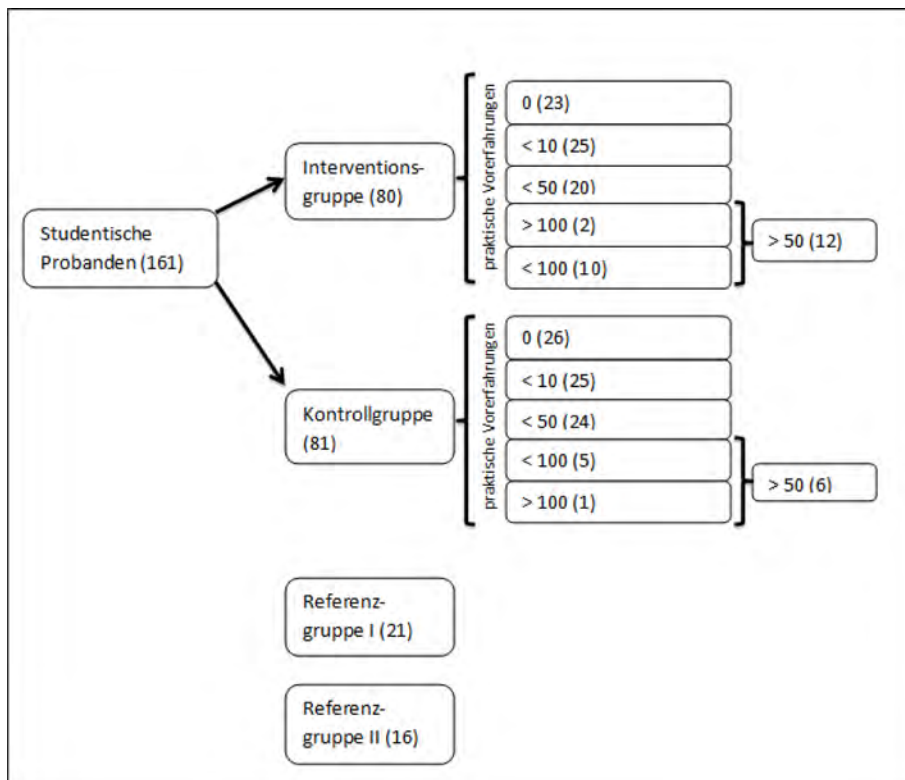 Studentische
Probanden (161)
Interventions-
gruppe (80)
praktische Vorerfahrungen
0 (23)
< 10 (25)
< 50 (20)
> 100 (2)
< 100 (10)
> 50 (12)
Kontrollgruppe
(81)
praktische Vorerfahrungen
0 (26)
< 10 (25)
< 50 (24)
< 100 (5)
> 100 (1)
> 50 (6)
Referenz-
gruppe I (21)
Referenz-
gruppe II (16)